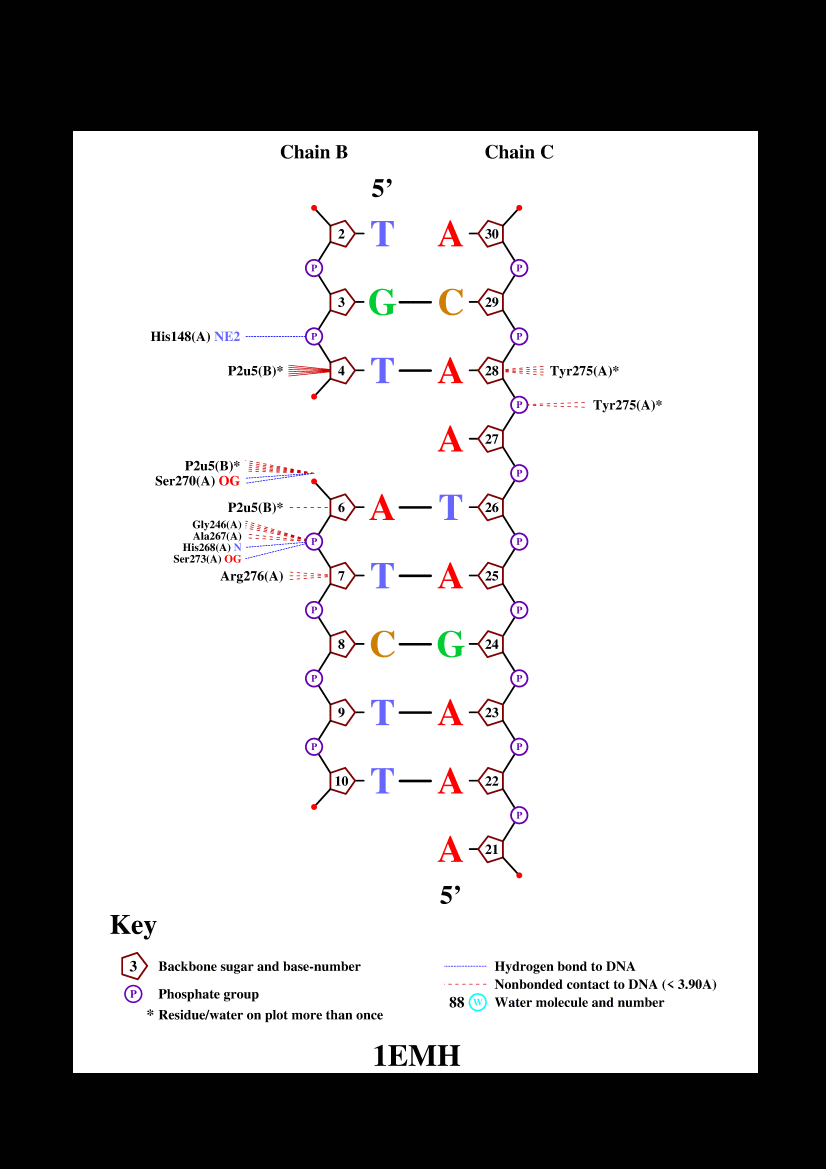 Chain B Chain C
5’
2 T A 30
P P
3 G C 29
His148(A) NE2 P P
P2u5(B)* 4 T A 28 Tyr275(A)*
P Tyr275(A)*
A 27
P2u5(B)* P
Ser270(A) OG
P2u5(B)* 6 A T 26
Gly246(A)
Ala267(A) P P
His268(A) N
Ser273(A) OG
Arg276(A) 7 T A 25
P P
8 C G 24
P P
9 T A 23
P P
10 T A 22
P
A 21
5’
Key
3 Backbone sugar and base-number
P Phosphate group
* Residue/water on plot more than once
Hydrogen bond to DNA
Nonbonded contact to DNA (< 3.90A)
88 W Water molecule and number
1EMH